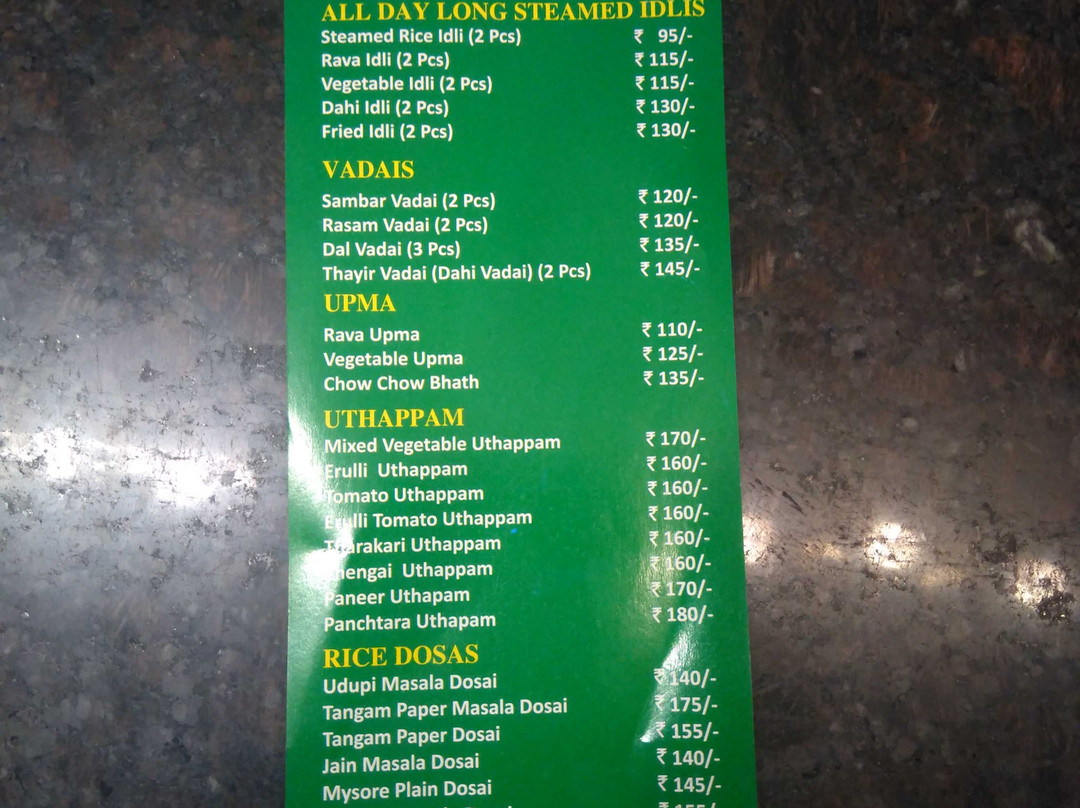 ALL DAY LONG STEAMED IDLIS
Steamed Rice Idli (2 Pcs) ₹ 95/-
Rava Idli (2 Pcs) ₹ 115/-
Vegetable Idli (2 Pcs) ₹ 115/-
Dahi Idli (2 Pcs) ₹ 130/-
Fried Idli (2 Pcs) ₹ 130/-
VADAIS
Sambar Vadai (2 Pcs) ₹ 120/-
Rasam Vadai (2 Pcs) ₹ 120/-
Dal Vadai (3 Pcs) ₹ 135/-
Thayir Vadai (Dahi Vadai) (2 Pcs) ₹ 145/-
UPMA
Rava Upma ₹ 110/-
Vegetable Upma ₹ 125/-
Chow Chow Bhath ₹ 135/-
UTHAPPAM
Mixed Vegetable Uthappam ₹ 170/-
Erulli Uthappam ₹ 160/-
Tomato Uthappam ₹ 160/-
Erulli Tomato Uthappam ₹ 160/-
Tharakari Uthappam ₹ 160/-
Uthappam ₹ 160/-
Paneer Uthapam ₹ 170/-
Panchtara Uthapam ₹ 180/-
RICE DOSAS
Udupi Masala Dosai ₹ 140/-
Tangam Paper Masala Dosai ₹ 175/-
Tangam Paper Dosai ₹ 155/-
Jain Masala Dosai ₹ 140/-
Mysore Plain Dosai ₹ 145/-